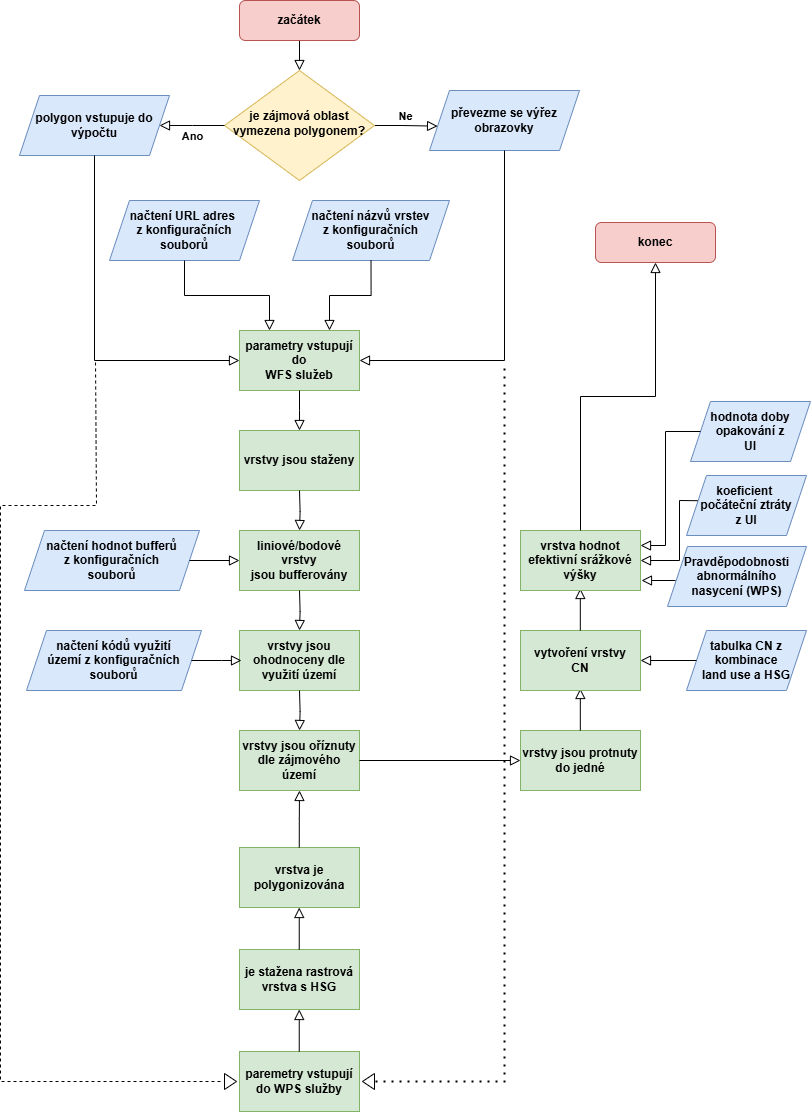 začátek
je zájmová oblast
vymezena polygonem?
Ano
Ne
polygon vstupuje do
výpočtu
převezme se výřez
obrazovky
načtení URL adres
z konfiguračních
souborů
načtení názvů vrstev
z konfiguračních
souborů
parametry vstupují
do
WFS služeb
vrstvy jsou staženy
načtení hodnot bufferů
z konfiguračních
souborů
liniové/bodové
vrstvy
jsou bufferovány
načtení kódů využití
území z konfiguračních
souborů
vrstvy jsou
ohodnoceny dle
využití území
vrstvy jsou oříznuty
dle zájmového
území
vrstva je
polygonizována
je stažena rastrová
vrstva s HSG
paremetry vstupují
do WPS služby
vrstvy jsou protnuty
do jedné
vytvoření vrstvy
CN
tabulka CN z
kombinace
land use a HSG
vrstva hodnot
efektivní srážkové
výšky
hodnota doby
opakování z
UI
koeficient
počáteční ztráty
z UI
Pravděpodobnosti
abnormálního
nasycení (WPS)
konec